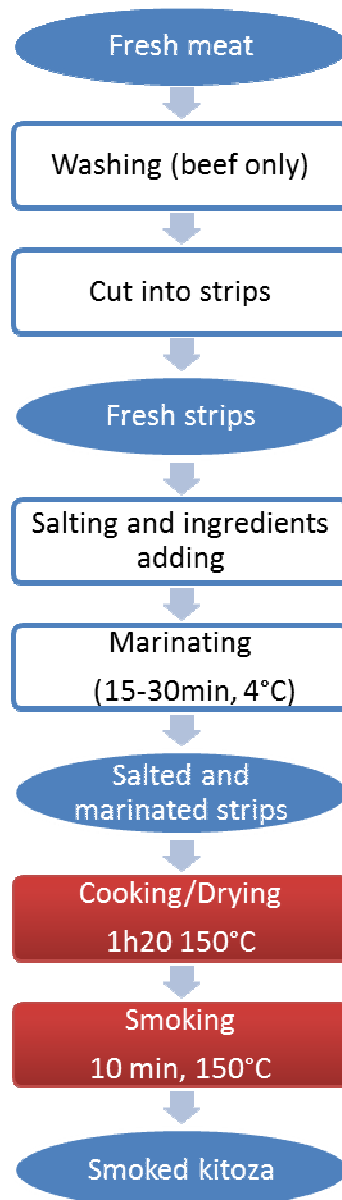 Fresh meat
Washing (beef only)
Cut into strips
Fresh strips
Salting and ingredients
adding
Marinating
(15-30min, 4°C)
Salted and
marinated strips
Cooking/Drying
1h20 150°C
Smoking
10 min, 150°C
Smoked kitoza